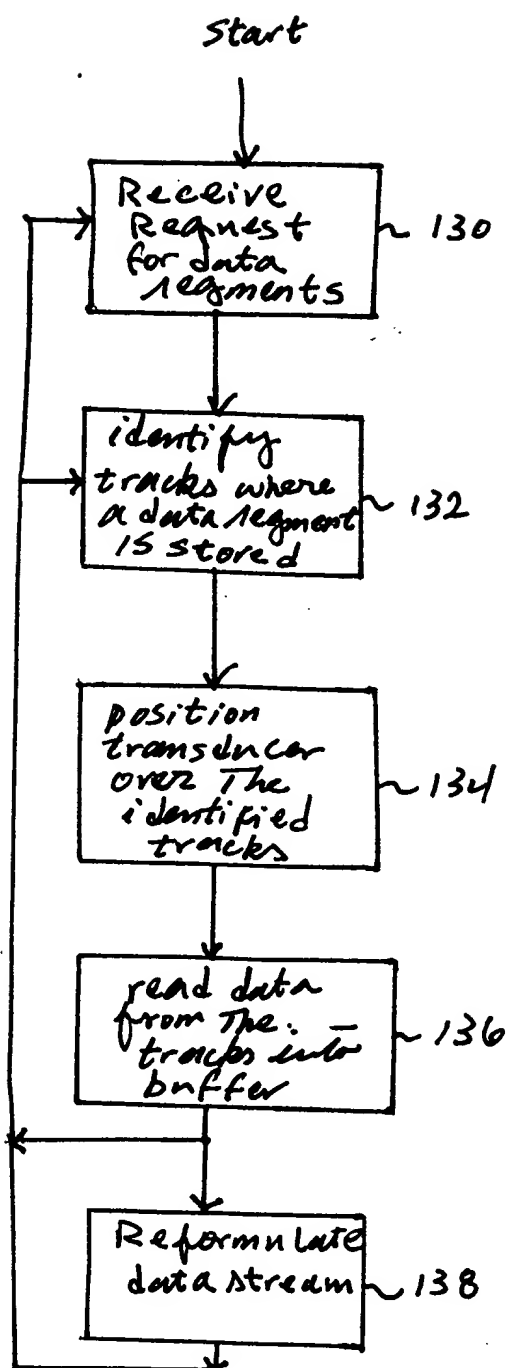 Start
Receive
Request
for data
segments
130
identify
tracks where
a data segment
is stored
132
position
transducer
over The
identified
tracks
134
read data
from The
tracks into
buffer
136
Reformulate
data stream
138